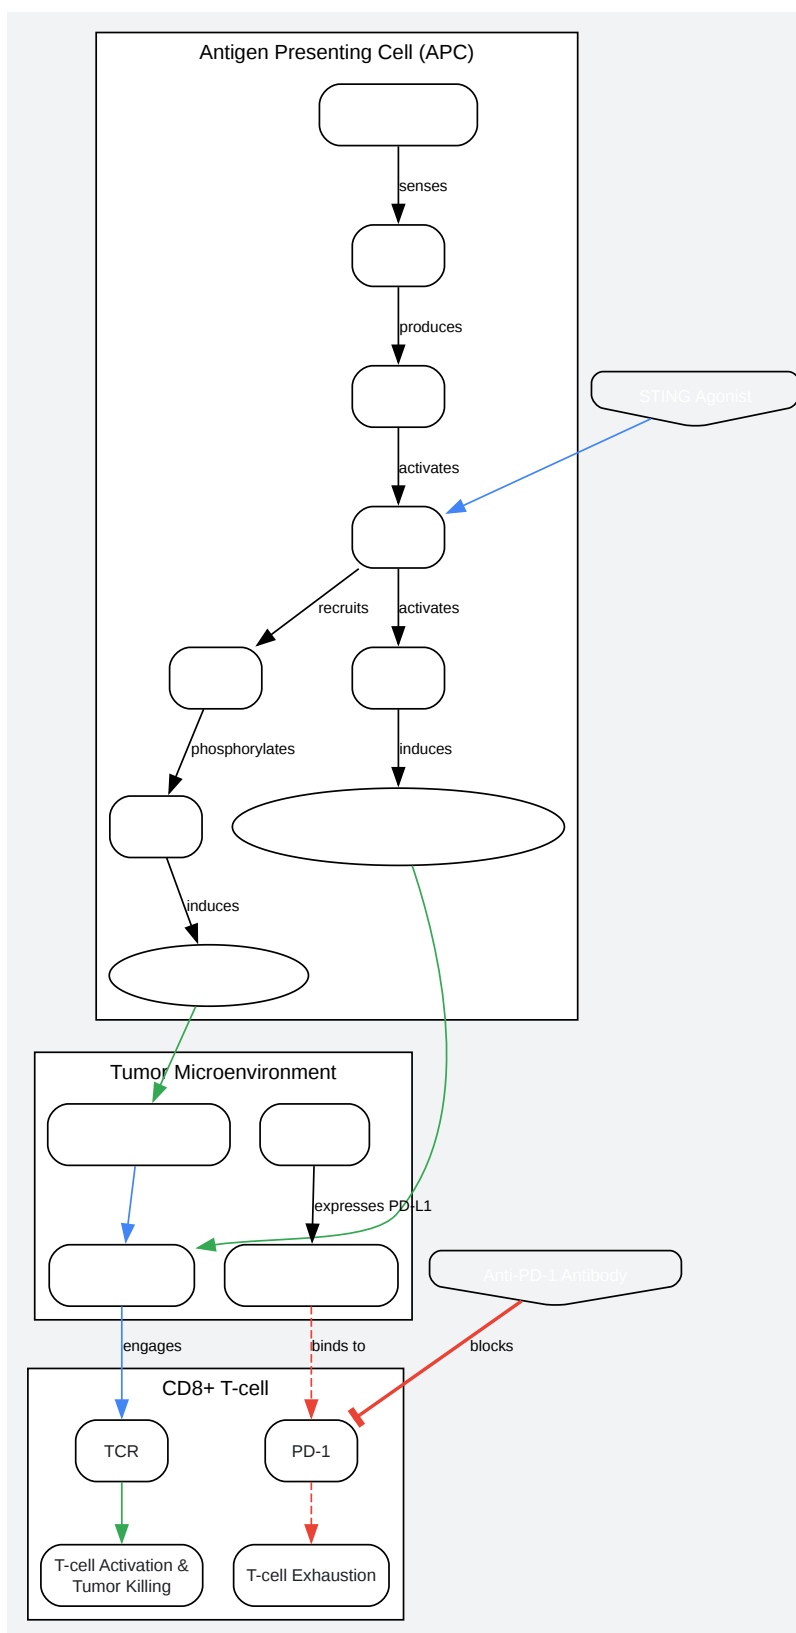 Antigen Presenting Cell (APC)
senses
produces
STING Agonist
activates
recruits
activates
phosphorylates
induces
induces
Tumor Microenvironment
expresses PD-L1
Anti-PD-1 Antibody
engages
binds to
blocks
CD8+ T-cell
TCR
PD-1
T-cell Activation &
Tumor Killing
T-cell Exhaustion